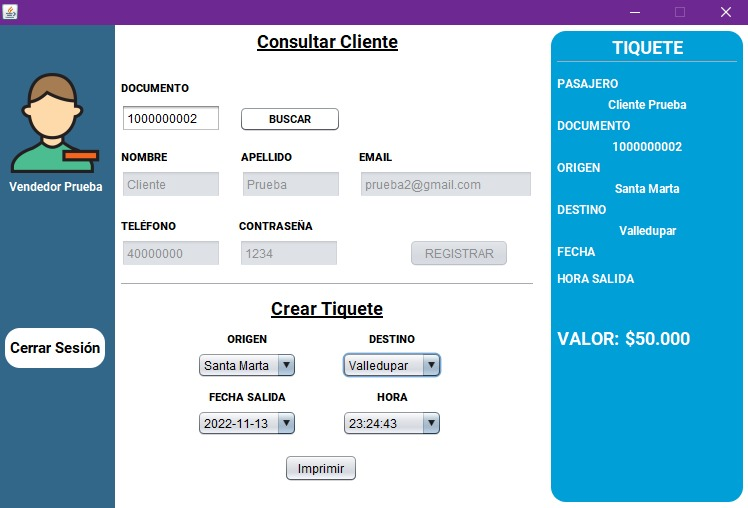 Vendedor Prueba
Cerrar Sesión
Consultar Cliente
DOCUMENTO
1000000002 BUSCAR
NOMBRE APELLIDO EMAIL
Cliente Prueba prueba2@gmail.com
TELÉFONO CONTRASEÑA
40000000 1234 REGISTRAR
Crear Tiquete
ORIGEN DESTINO
Santa Marta Valledupar
FECHA SALIDA HORA
2022-11-13 23:24:43
Imprimir
TIQUETE
PASAJERO
Cliente Prueba
DOCUMENTO
1000000002
ORIGEN
Santa Marta
DESTINO
Valledupar
FECHA
HORA SALIDA
VALOR: $50.000